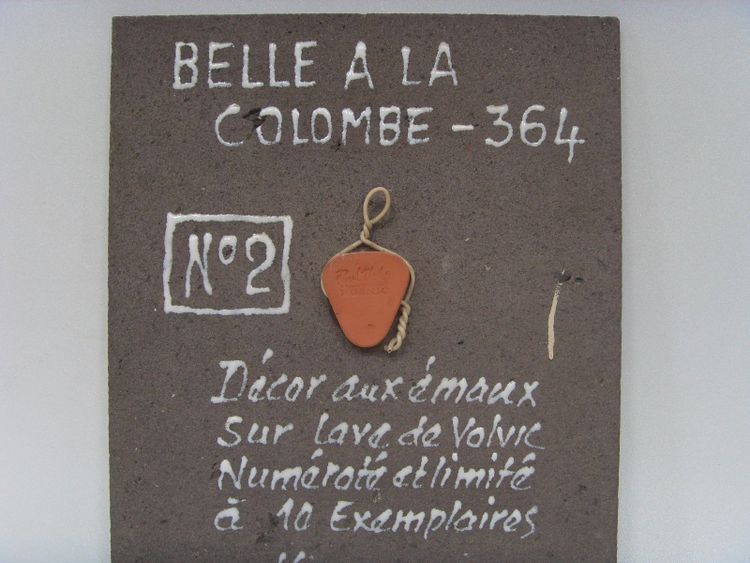 BELLE A LA
COLOMBE - 364
N° 2
Décor aux émaux
Sur lave de Volvic
Numéroté et limité
à 10 Exemplaires